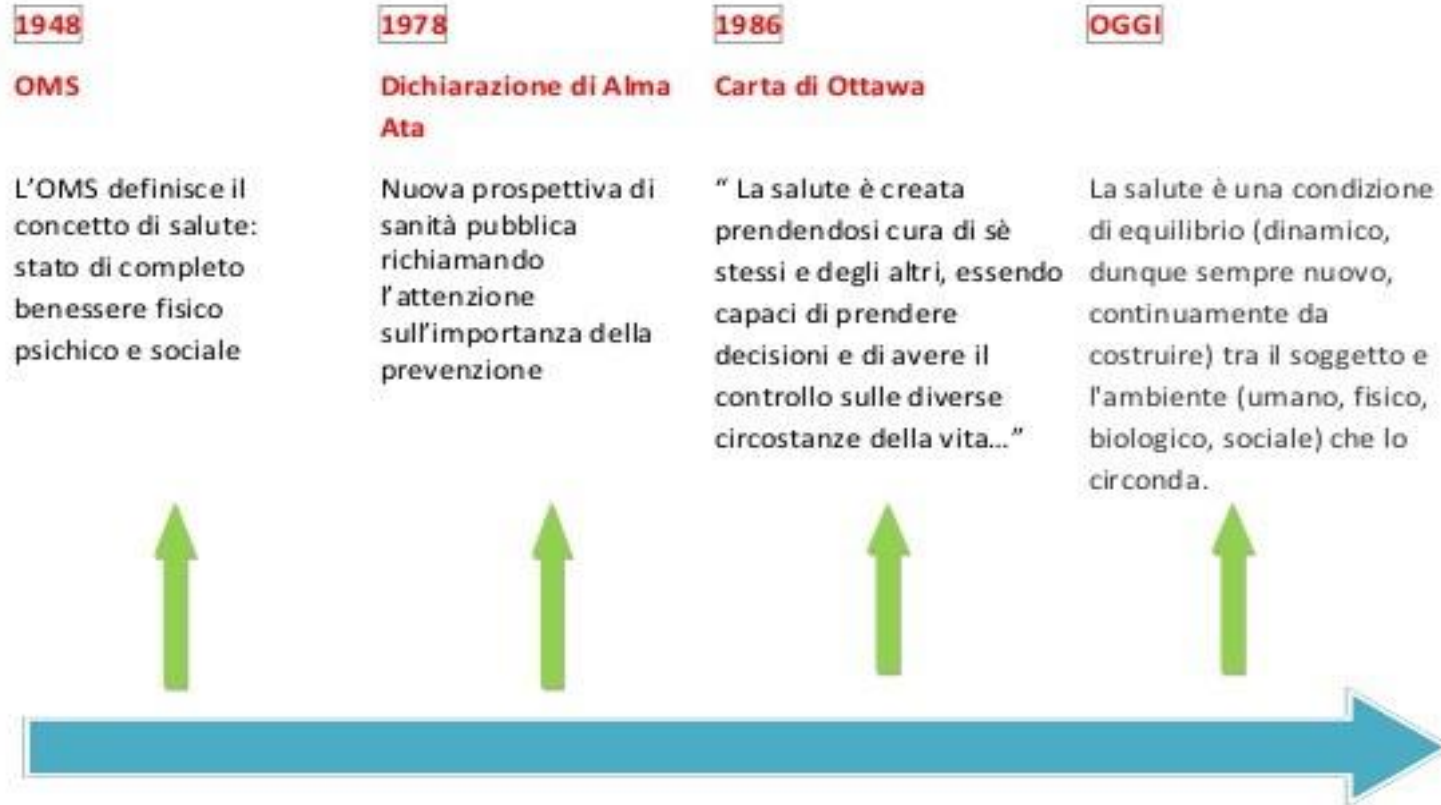 1948
OMS
L'OMS definisce il
concetto di salute:
stato di completo
benessere fisico
psichico e sociale
1978
Dichiarazione di Alma
Ata
Nuova prospettiva di
sanità pubblica
richiamando
l'attenzione
sull'importanza della
prevenzione
1986
Carta di Ottawa
“ La salute è creata
prendendosi cura di sè
stessi e degli altri, essendo
capaci di prendere
decisioni e di avere il
controllo sulle diverse
circostanze della vita…”
OGGI
La salute è una condizione
di equilibrio (dinamico,
dunque sempre nuovo,
continuamente da
costruire) tra il soggetto e
l'ambiente (umano, fisico,
biologico, sociale) che lo
circonda.